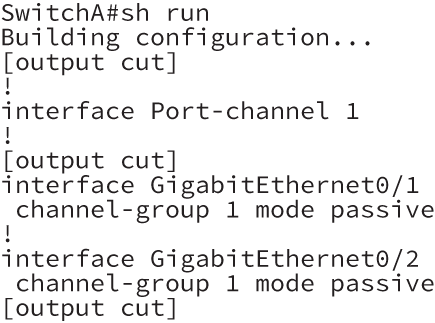 SwitchA#sh run
Building configuration...
[output cut]
!
interface Port-channel 1
!
[output cut]
interface GigabitEthernet0/1
 channel-group 1 mode passive
!
interface GigabitEthernet0/2
 channel-group 1 mode passive
[output cut]